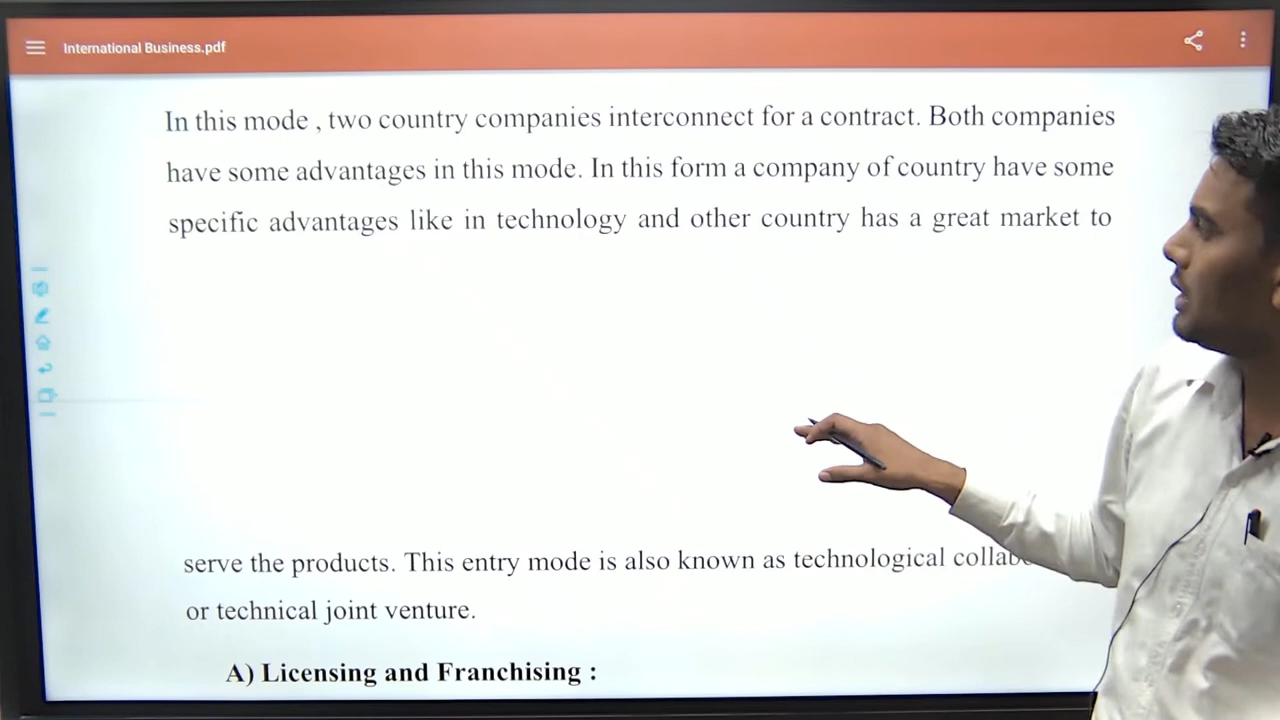 International Business.pdf
In this mode , two country companies interconnect for a contract. Both companies
have some advantages in this mode. In this form a company of country have some
specific advantages like in technology and other country has a great market to
serve the products. This entry mode is also known as technological
or technical joint venture.
A) Licensing and Franchising :